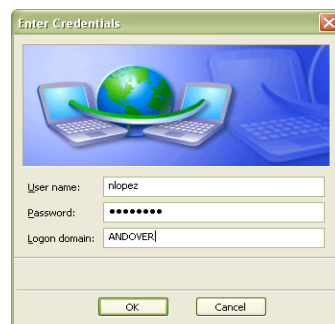 Enter Credentials
User name: nlopez
Password: ••••••••
Logon domain: ANDOVER
OK Cancel